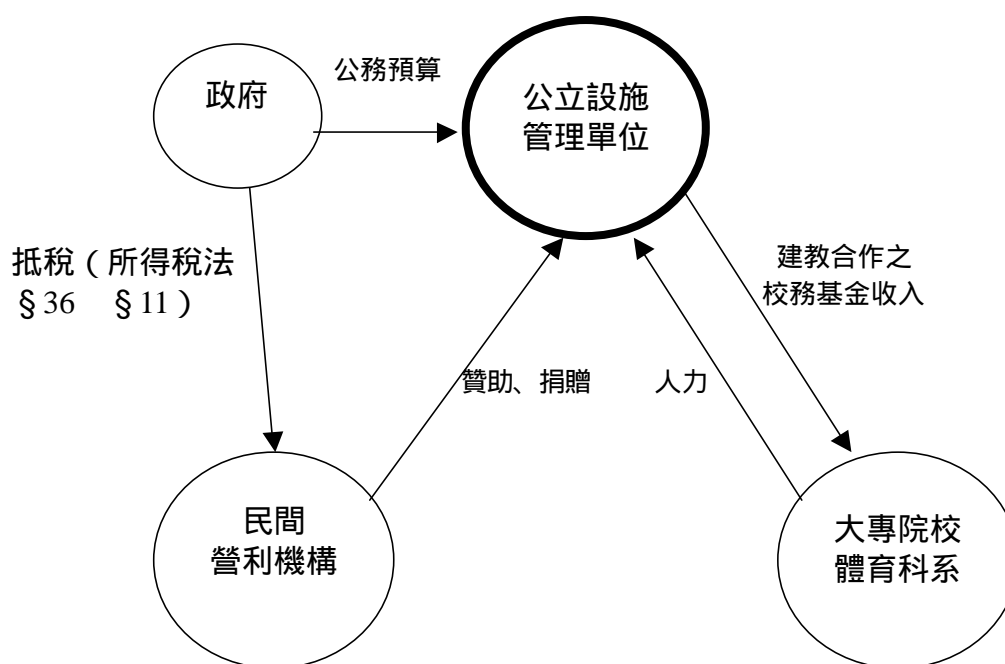 公務預算
政府
公立設施
管理單位
抵稅（所得稅法
§36 §11）
建教合作之
校務基金收入
贊助、捐贈
人力
民間
營利機構
大專院校
體育科系